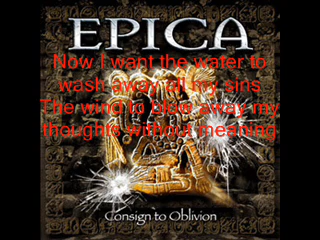 EPICA
Now I want the water to
wash away all my sins
The wind to blow away my
thoughts without meaning
Consign to Oblivion